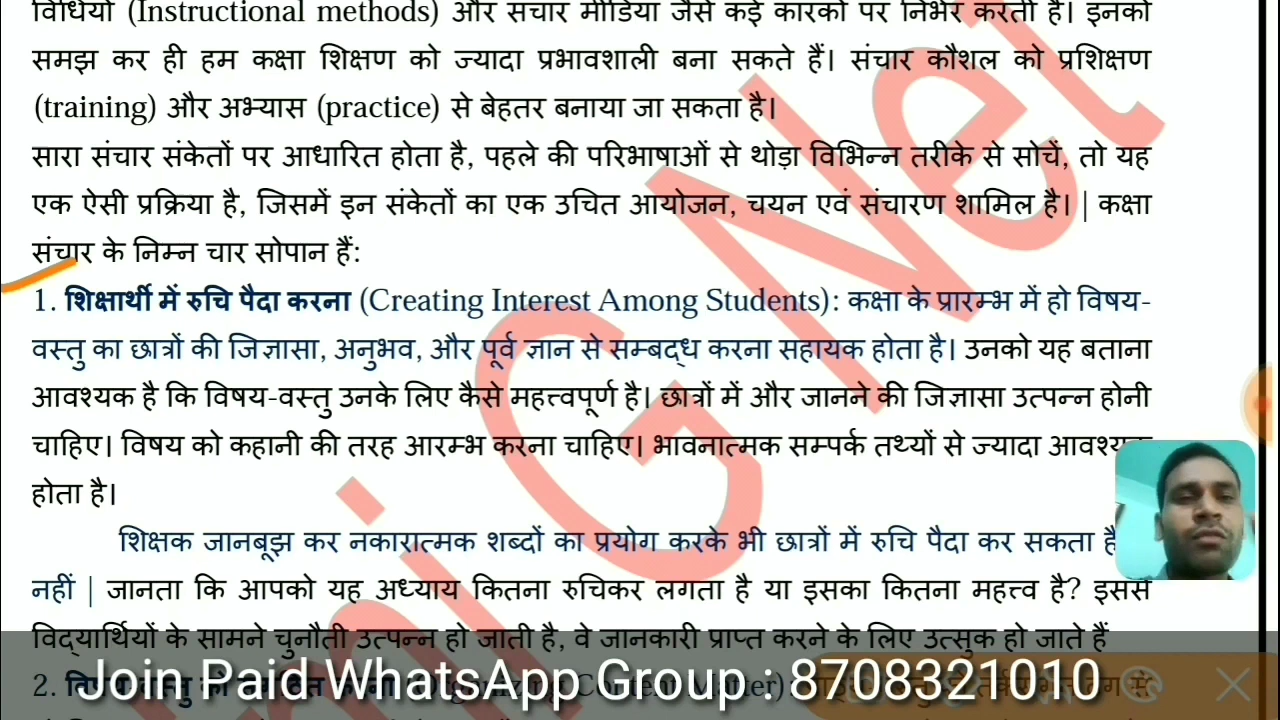 विधियों (Instructional methods) और संचार मीडिया जैसे कई कारकों पर निर्भर करती है। इनको
समझ कर ही हम कक्षा शिक्षण को ज्यादा प्रभावशाली बना सकते हैं। संचार कौशल को प्रशिक्षण
(training) और अभ्यास (practice) से बेहतर बनाया जा सकता है।
सारा संचार संकेतों पर आधारित होता है, पहले की परिभाषाओं से थोड़ा विभिन्न तरीके से सोचें, तो यह
एक ऐसी प्रक्रिया है, जिसमें इन संकेतों का एक उचित आयोजन, चयन एवं संचारण शामिल है। | कक्षा
संचार के निम्न चार सोपान हैं:
1. शिक्षार्थी में रुचि पैदा करना (Creating Interest Among Students): कक्षा के प्रारम्भ में हो विषय-
वस्तु का छात्रों की जिज्ञासा, अनुभव, और पूर्व ज्ञान से सम्बद्ध करना सहायक होता है। उनको यह बताना
आवश्यक है कि विषय-वस्तु उनके लिए कैसे महत्त्वपूर्ण है। छात्रों में और जानने की जिज्ञासा उत्पन्न होनी
चाहिए। विषय को कहानी की तरह आरम्भ करना चाहिए। भावनात्मक सम्पर्क तथ्यों से ज्यादा
होता है।
शिक्षक जानबूझ कर नकारात्मक शब्दों का प्रयोग करके भी छात्रों में रुचि पैदा कर सकता है
नहीं | जानता कि आपको यह अध्याय कितना रुचिकर लगता है या इसका कितना महत्त्व है? इससे
विद्यार्थियों के सामने चुनौती उत्पन्न हो जाती है, वे जानकारी प्राप्त करने के लिए उत्सुक हो जाते हैं
Join Paid WhatsApp Group : 8708321010
2. Matter)
G Net